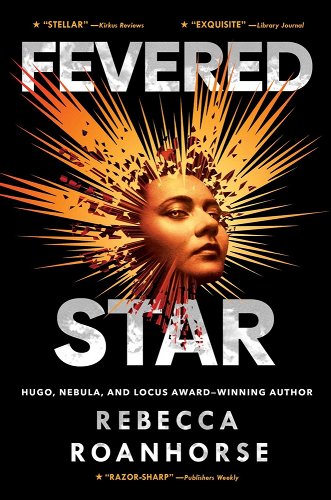 ★ “STELLAR” —Kirkus Reviews ★ “EXQUISITE” —Library Journal
FEVERED
STAR
HUGO, NEBULA, AND LOCUS AWARD–WINNING AUTHOR
REBECCA
ROANHORSE
★ “RAZOR-SHARP” —Publishers Weekly